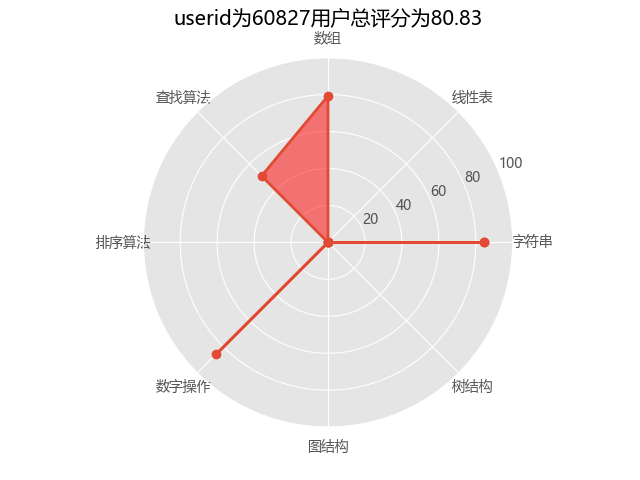 userid为60827用户总评分为80.83
数组
查找算法
线性表
100
80
60
40
20
排序算法
字符串
数字操作
树结构
图结构